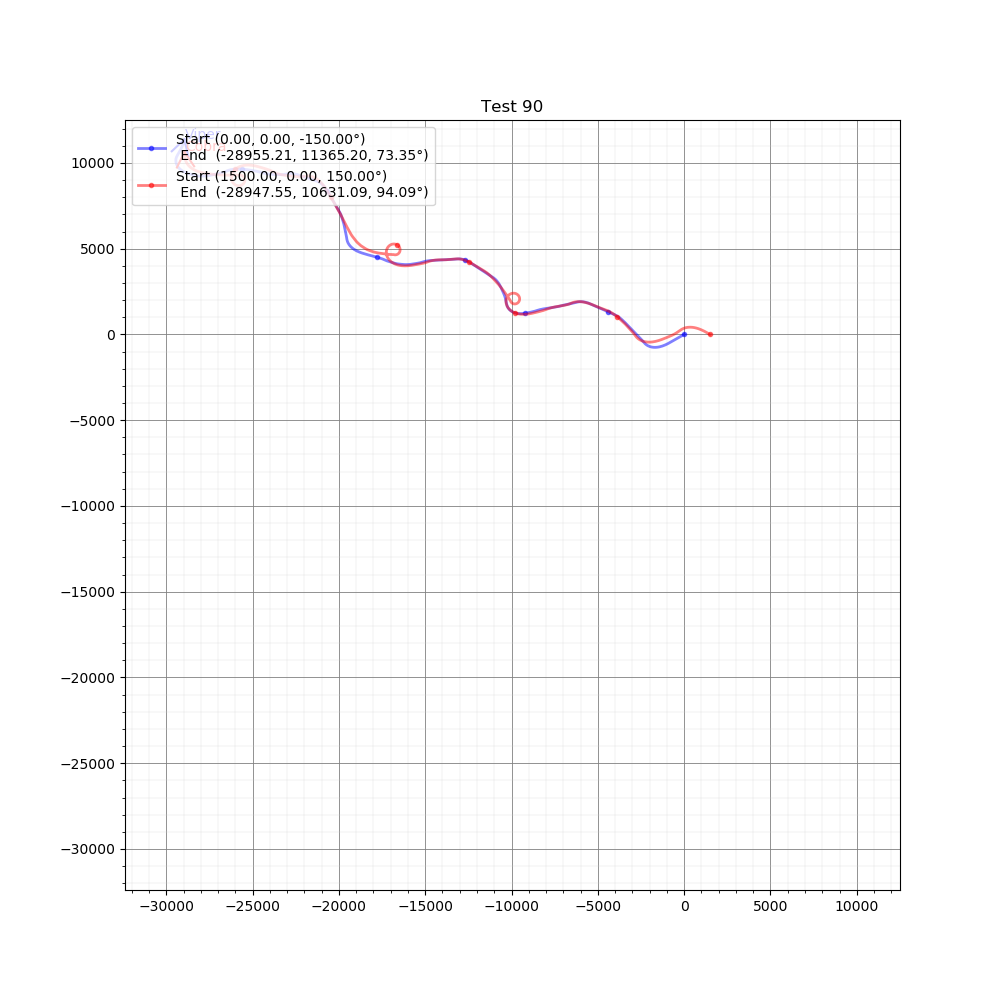 Test 90
Viper
Start (0.00, 0.00, -150.00°)
End (-28955.21, 11365.20, 73.35°)
Start (1500.00, 0.00, 150.00°)
End (-28947.55, 10631.09, 94.09°)
10000
5000
0
−5000
−10000
−15000
−20000
−25000
−30000
−30000 −25000 −20000 −15000 −10000 −5000 0 5000 10000